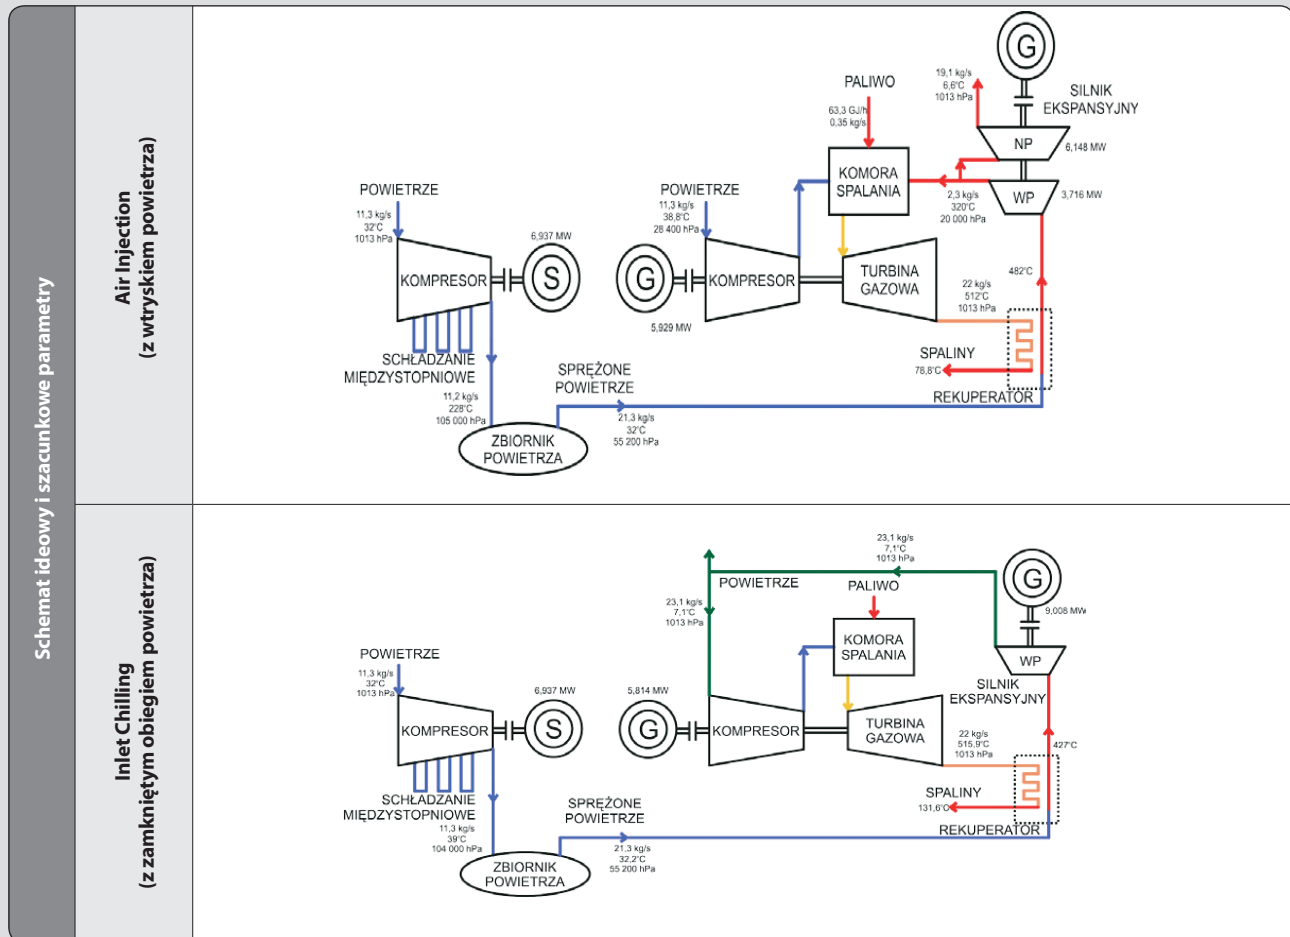 Schemat ideowy i szacunkowe parametry
Air Injection
(z wtryskiem powietrza)
POWIETRZE
11,3 kg/s
32°C
1013 hPa
KOMPRESOR
6,937 MW
S
SCHŁADZANIE
MIĘDZYSTOPNIOWE
11,2 kg/s
228°C
105 000 hPa
ZBIORNIK
POWIETRZA
SPRĘŻONE
POWIETRZE
21,3 kg/s
32°C
55 200 hPa
G
5,929 MW
POWIETRZE
11,3 kg/s
38,8°C
28 400 hPa
KOMPRESOR
PALIWO
63,3 GJ/h
0,35 kg/s
KOMORA
SPALANIA
TURBINA
GAZOWA
22 kg/s
512°C
1013 hPa
SPALINY
76,8°C
REKUPERATOR
482°C
2,3 kg/s
320°C
20 000 hPa
WP
3,716 MW
NP
6,148 MW
19,1 kg/s
6,6°C
1013 hPa
G
SILNIK
EKSPANSYJNY
Inlet Chilling
(z zamkniętym obiegiem powietrza)
POWIETRZE
11,3 kg/s
32°C
1013 hPa
KOMPRESOR
6,937 MW
S
SCHŁADZANIE
MIĘDZYSTOPNIOWE
11,3 kg/s
39°C
104 000 hPa
ZBIORNIK
POWIETRZA
SPRĘŻONE
POWIETRZE
21,3 kg/s
32,2°C
55 200 hPa
5,814 MW
G
23,1 kg/s
7,1°C
1013 hPa
KOMPRESOR
POWIETRZE
23,1 kg/s
7,1°C
1013 hPa
PALIWO
KOMORA
SPALANIA
TURBINA
GAZOWA
22 kg/s
515,9°C
1013 hPa
SPALINY
131,6°C
REKUPERATOR
427°C
WP
SILNIK
EKSPANSYJNY
9,008 MW
G